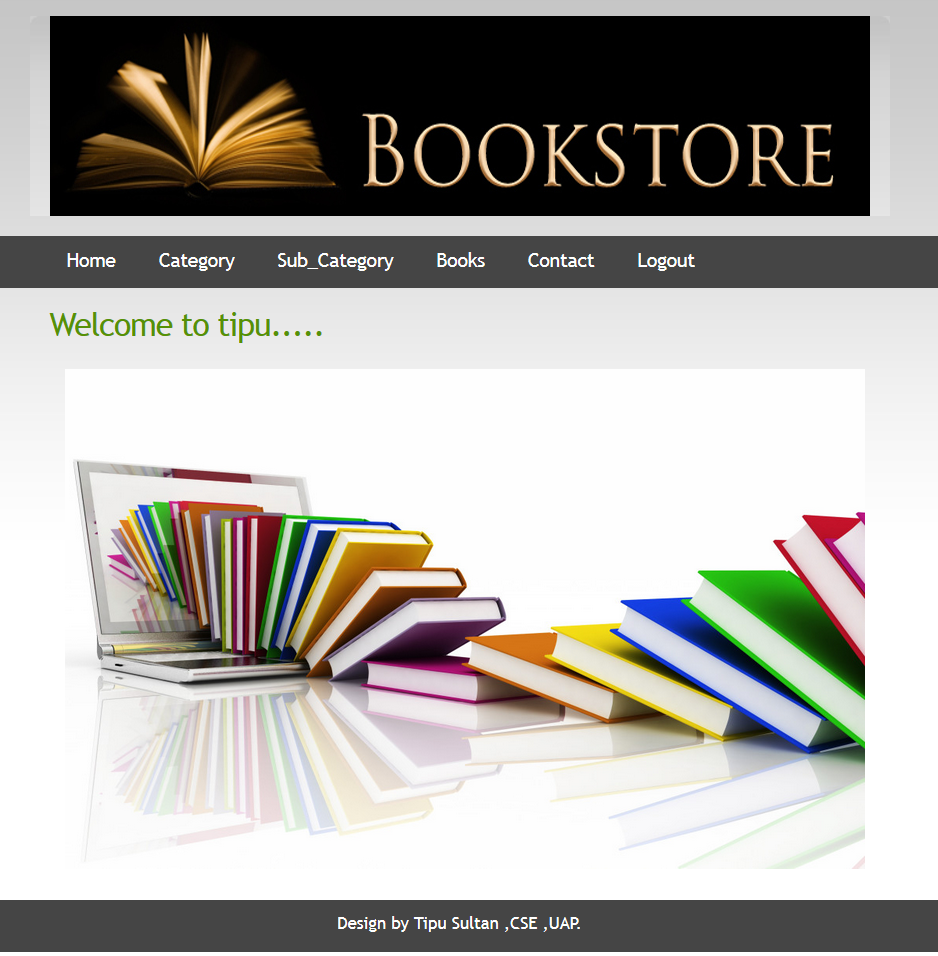 BOOKSTORE
Home Category Sub_Category Books Contact Logout
Welcome to tipu.....
Design by Tipu Sultan ,CSE ,UAP.